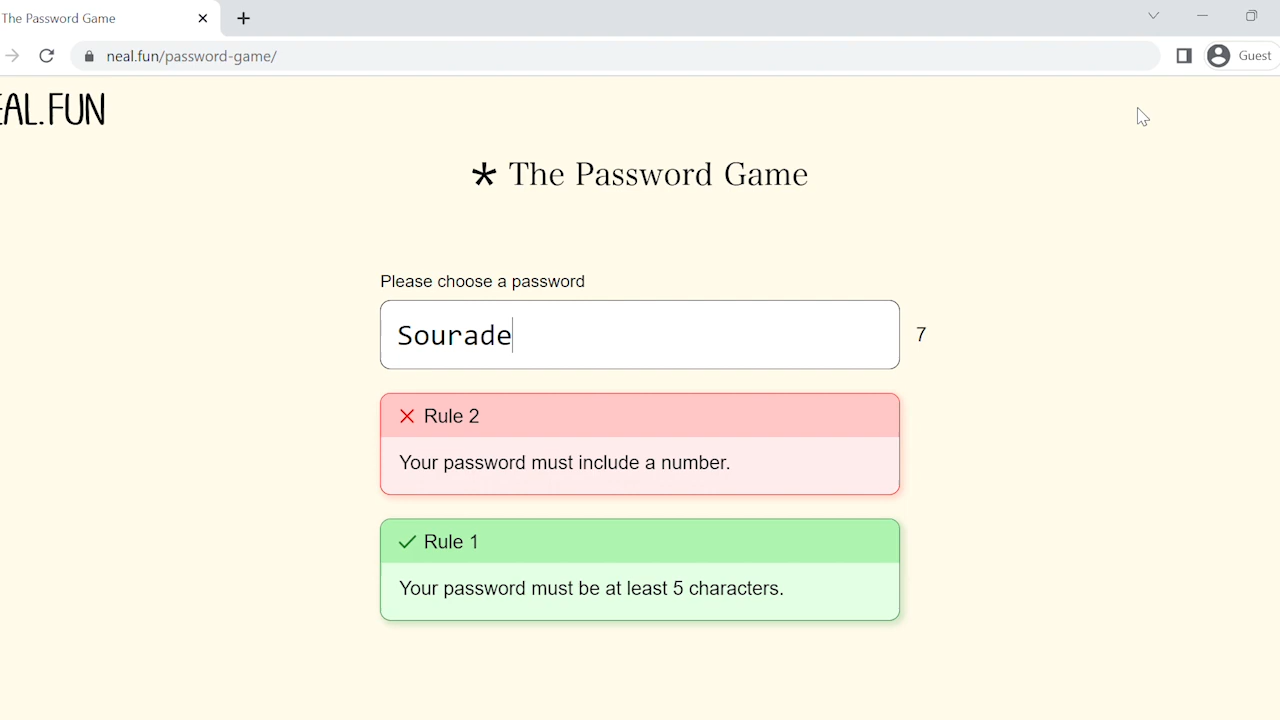 The Password Game
neal.fun/password-game/
Guest
EAL.FUN
* The Password Game
Please choose a password
Sourade
7
Rule 2
Your password must include a number.
Rule 1
Your password must be at least 5 characters.